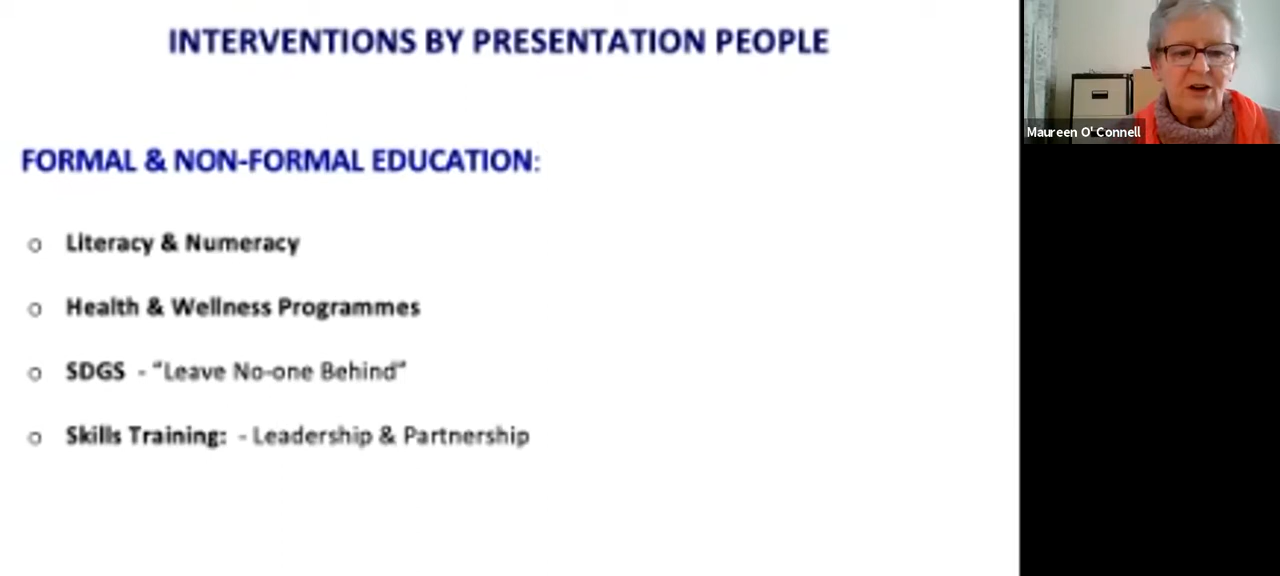 INTERVENTIONS BY PRESENTATION PEOPLE
FORMAL & NON-FORMAL EDUCATION:
o Literacy & Numeracy
o Health & Wellness Programmes
o SDGS - "Leave No-one Behind"
o Skills Training: - Leadership & Partnership
Maureen O' Connell